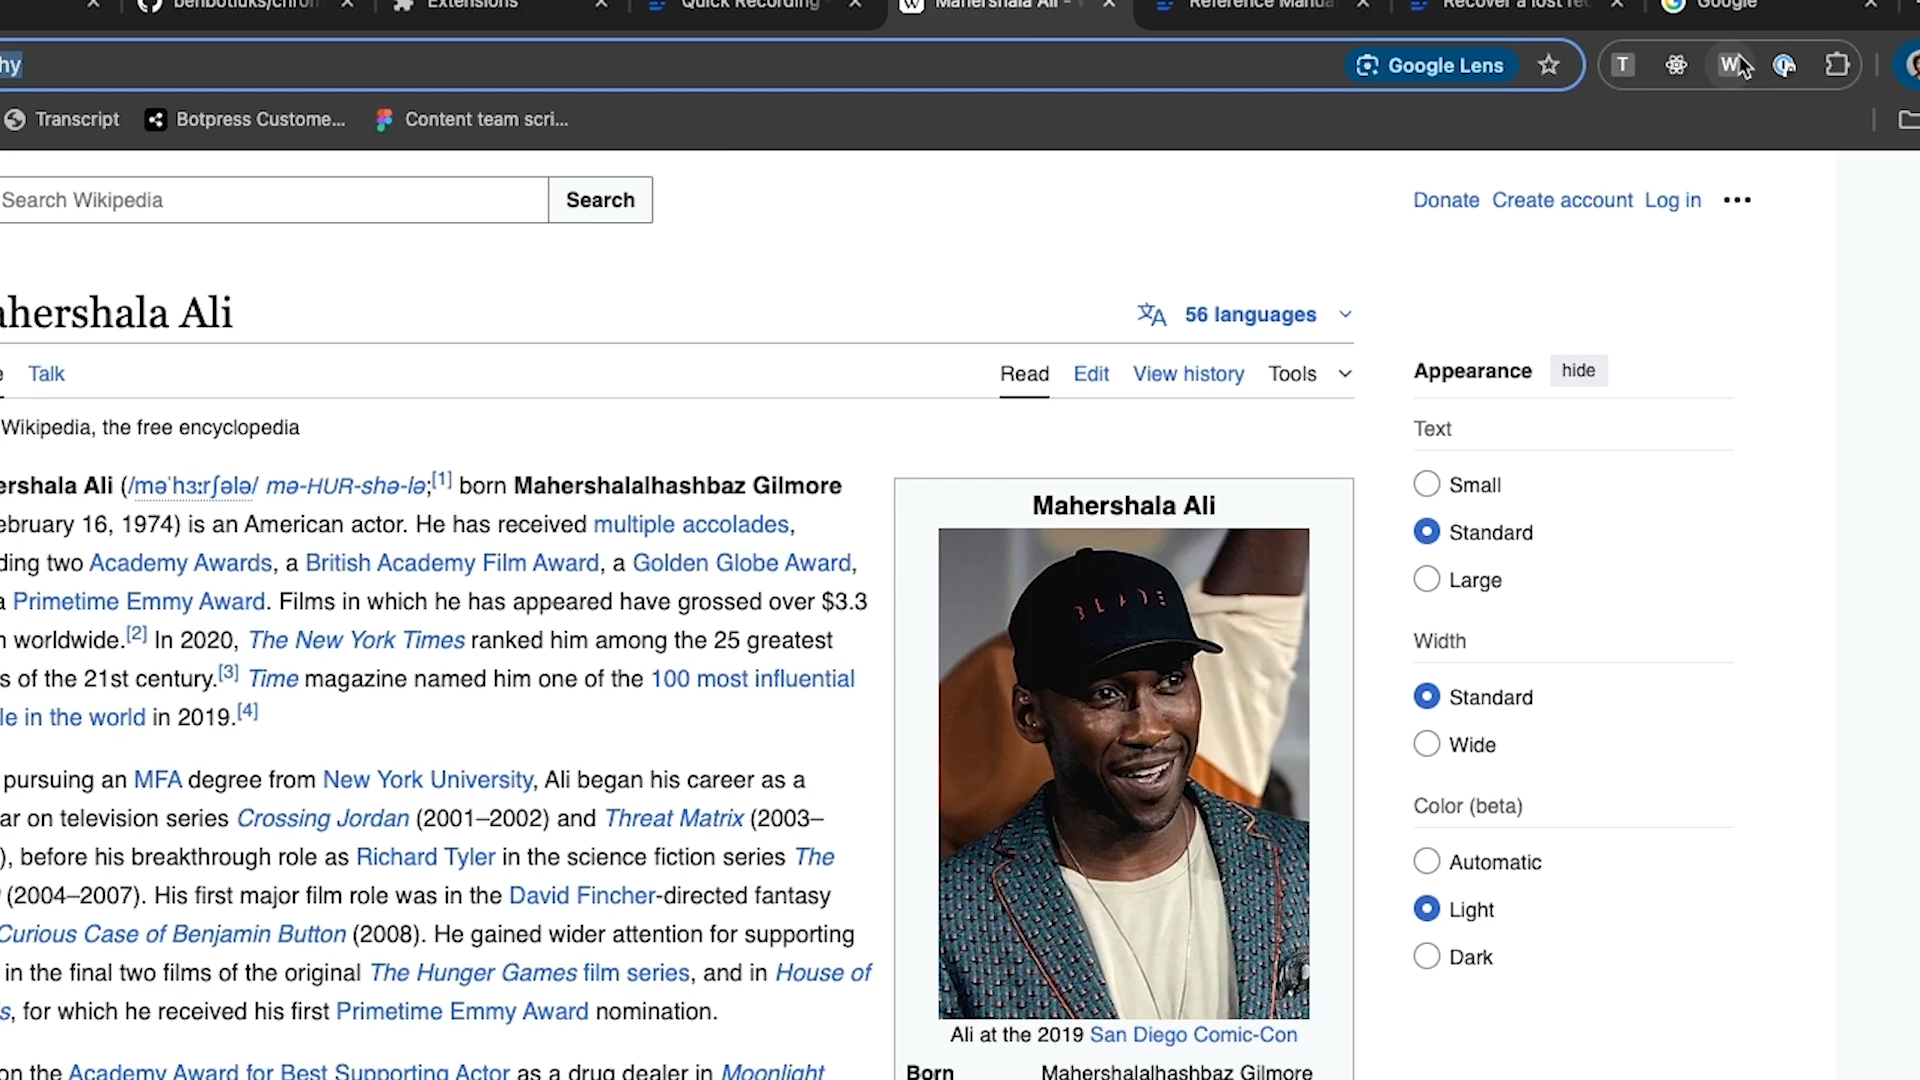 benbotluks/chrom
Extensions
Quick Recording
Mahershala Ali -
Reference Manua
Recover a lost rec
Google
hy
Google Lens
T
W
Transcript
Botpress Custome...
Content team scri...
Search Wikipedia
Search
Donate Create account Log in
ahershala Ali
56 languages
e Talk
Read Edit View history Tools
Wikipedia, the free encyclopedia
ershala Ali (/məˈhɜːrʃələ/ mə-HUR-shə-lə;[1] born Mahershalalhashbaz Gilmore
ebruary 16, 1974) is an American actor. He has received multiple accolades,
ding two Academy Awards, a British Academy Film Award, a Golden Globe Award,
a Primetime Emmy Award. Films in which he has appeared have grossed over $3.3
n worldwide.[2] In 2020, The New York Times ranked him among the 25 greatest
s of the 21st century.[3] Time magazine named him one of the 100 most influential
le in the world in 2019.[4]
pursuing an MFA degree from New York University, Ali began his career as a
ar on television series Crossing Jordan (2001–2002) and Threat Matrix (2003–
), before his breakthrough role as Richard Tyler in the science fiction series The
(2004–2007). His first major film role was in the David Fincher-directed fantasy
Curious Case of Benjamin Button (2008). He gained wider attention for supporting
in the final two films of the original The Hunger Games film series, and in House of
s, for which he received his first Primetime Emmy Award nomination.
on the Academy Award for Best Supporting Actor as a drug dealer in Moonlight
Mahershala Ali
BLADE
Ali at the 2019 San Diego Comic-Con
Born Mahershalalhashbaz Gilmore
Appearance hide
Text
Small
Standard
Large
Width
Standard
Wide
Color (beta)
Automatic
Light
Dark